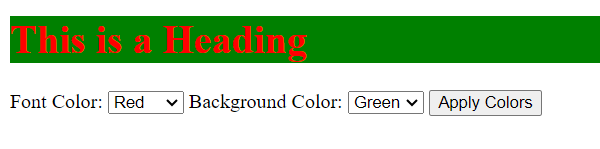 This is a Heading
Font Color: Red Background Color: Green Apply Colors